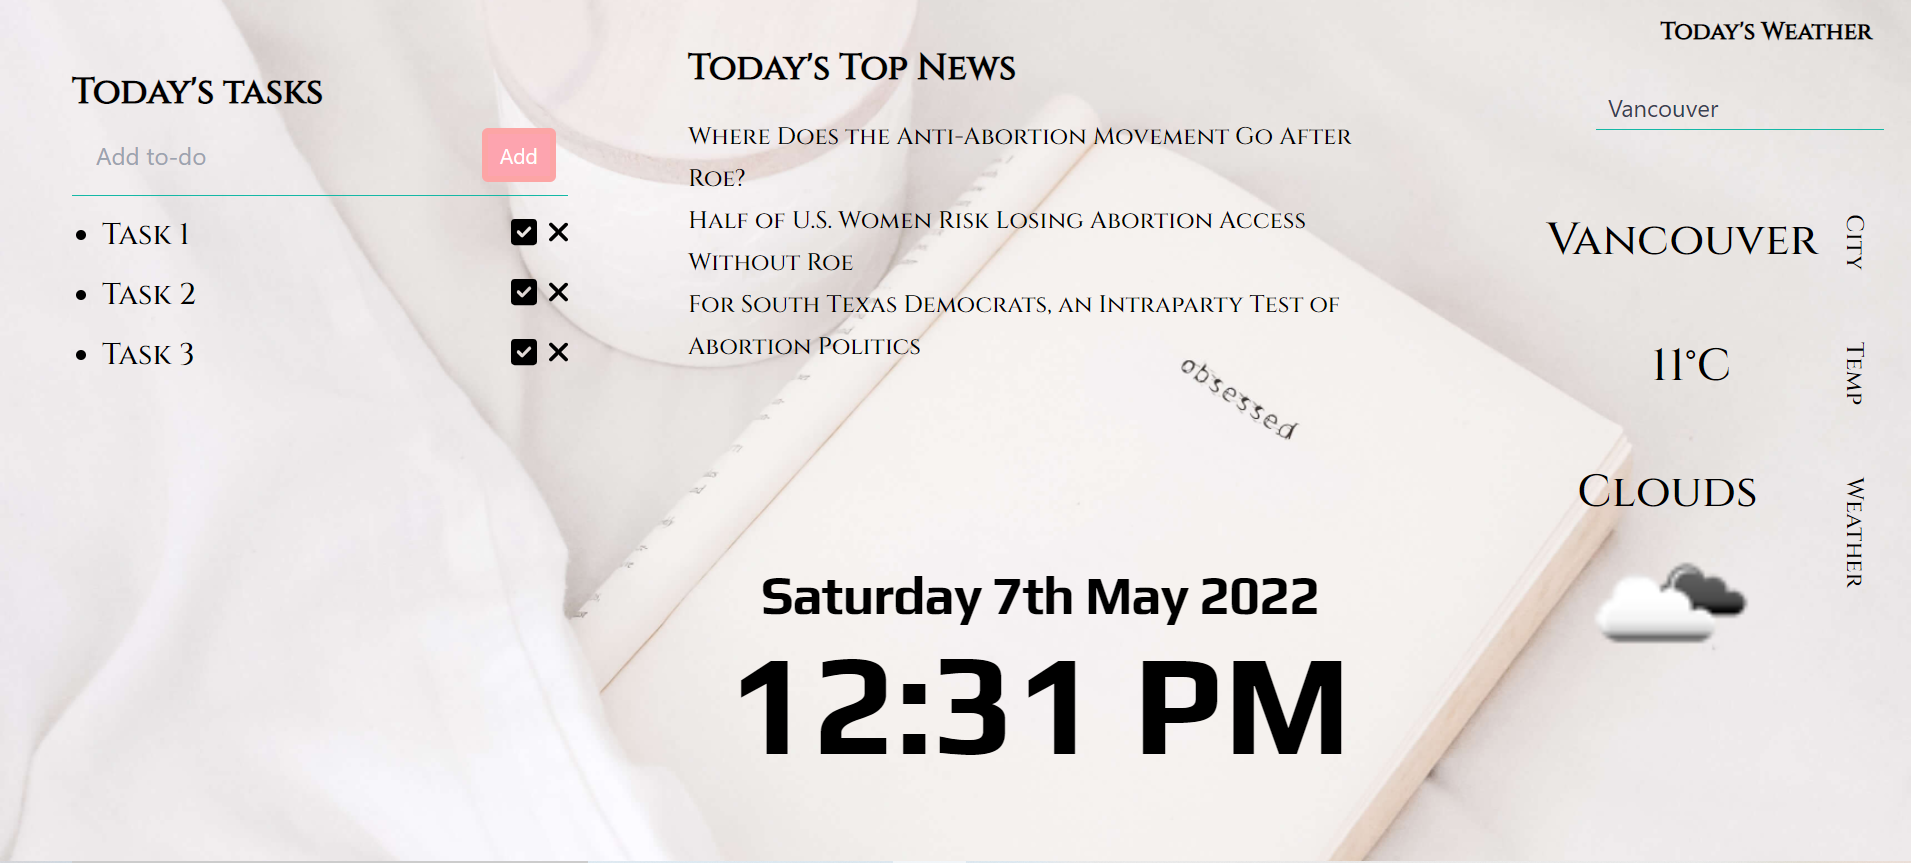 Today's tasks
Add to-do
Add
Task 1
Task 2
Task 3
Today's Top News
Where Does the Anti-Abortion Movement Go After
Roe?
Half of U.S. Women Risk Losing Abortion Access
Without Roe
For South Texas Democrats, an Intraparty Test of
Abortion Politics
obsessed
Saturday 7th May 2022
12:31 PM
Today's Weather
Vancouver
Vancouver
City
11°C
Temp
Clouds
Weather